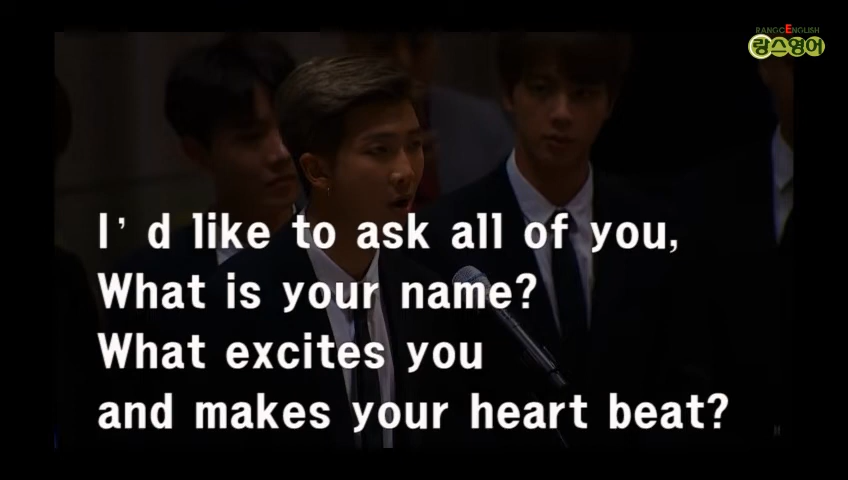 RANGCENGLISH
랑스영어
I'd like to ask all of you,
What is your name?
What excites you
and makes your heart beat?